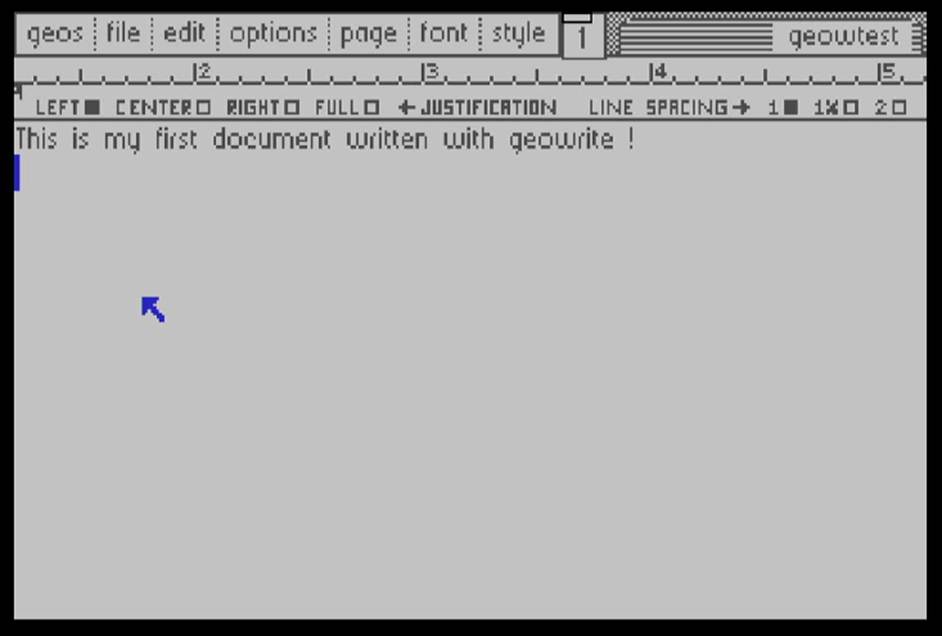 geos file edit options page font style 1 geowtest
2 3 4 5
LEFT CENTER RIGHT FULL ←JUSTIFICATION LINE SPACING→ 1 1½ 2
This is my first document written with geowrite !